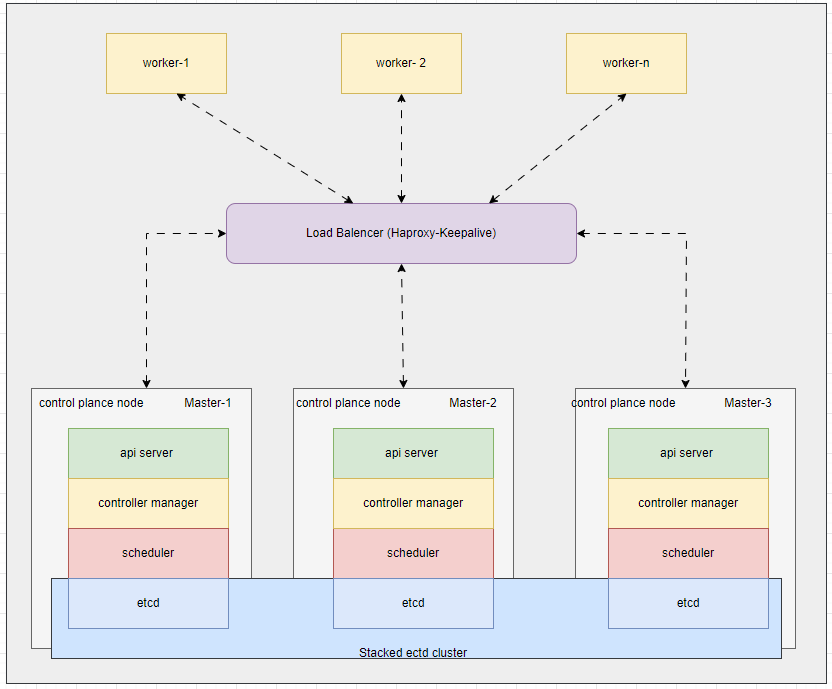 worker-1
worker- 2
worker-n
Load Balencer (Haproxy-Keepalive)
control plance node
Master-1
control plance node
Master-2
control plance node
Master-3
api server
api server
api server
controller manager
controller manager
controller manager
scheduler
scheduler
scheduler
etcd
etcd
etcd
Stacked ectd cluster